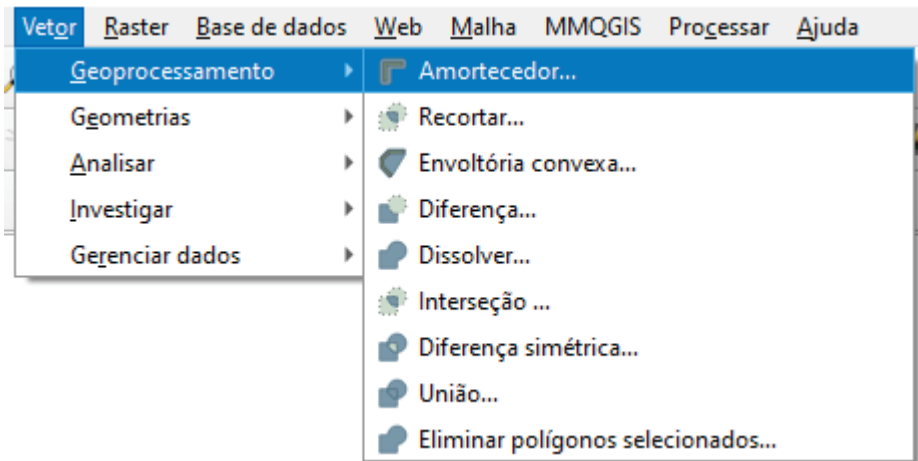 Vetor Raster Base de dados Web Malha MMQGIS Processar Ajuda
Geoprocessamento
Geometrias
Analisar
Investigar
Gerenciar dados
Amortecedor...
Recortar...
Envoltória convexa...
Diferença...
Dissolver...
Interseção ...
Diferença simétrica...
União...
Eliminar polígonos selecionados...